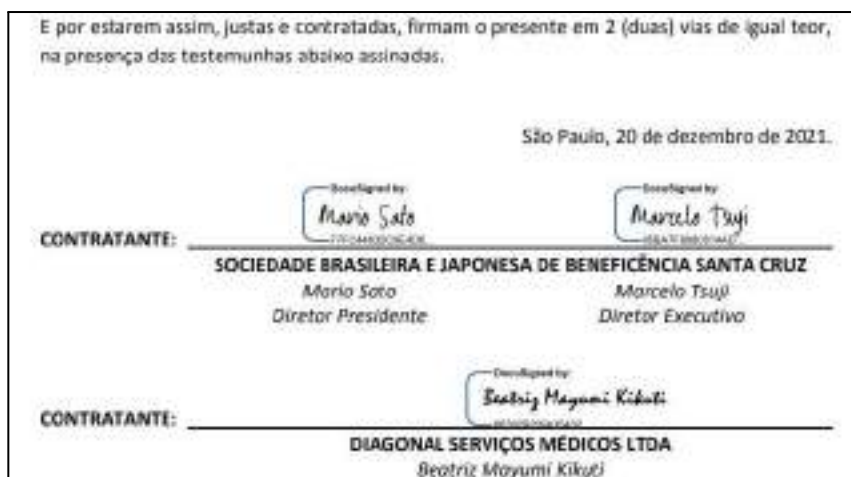 E por estarem assim, justas e contratadas, firmam o presente em 2 (duas) vias de igual teor,
na presença das testemunhas abaixo assinadas.
São Paulo, 20 de dezembro de 2021.
DocuSigned by:
Mario Sato
DocuSigned by:
Marcelo Tsuji
CONTRATANTE:
SOCIEDADE BRASILEIRA E JAPONESA DE BENEFICÊNCIA SANTA CRUZ
Mario Sato
Marcelo Tsuji
Diretor Presidente
Diretor Executivo
DocuSigned by:
Beatriz Mayumi Kikuti
CONTRATANTE:
DIAGONAL SERVIÇOS MÉDICOS LTDA
Beatriz Mayumi Kikuti